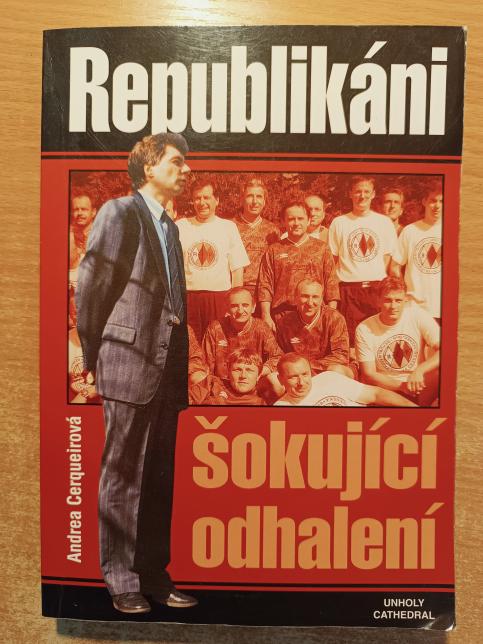 Republikáni
Andrea Cerqueirová
šokující
odhalení
UNHOLY
CATHEDRAL